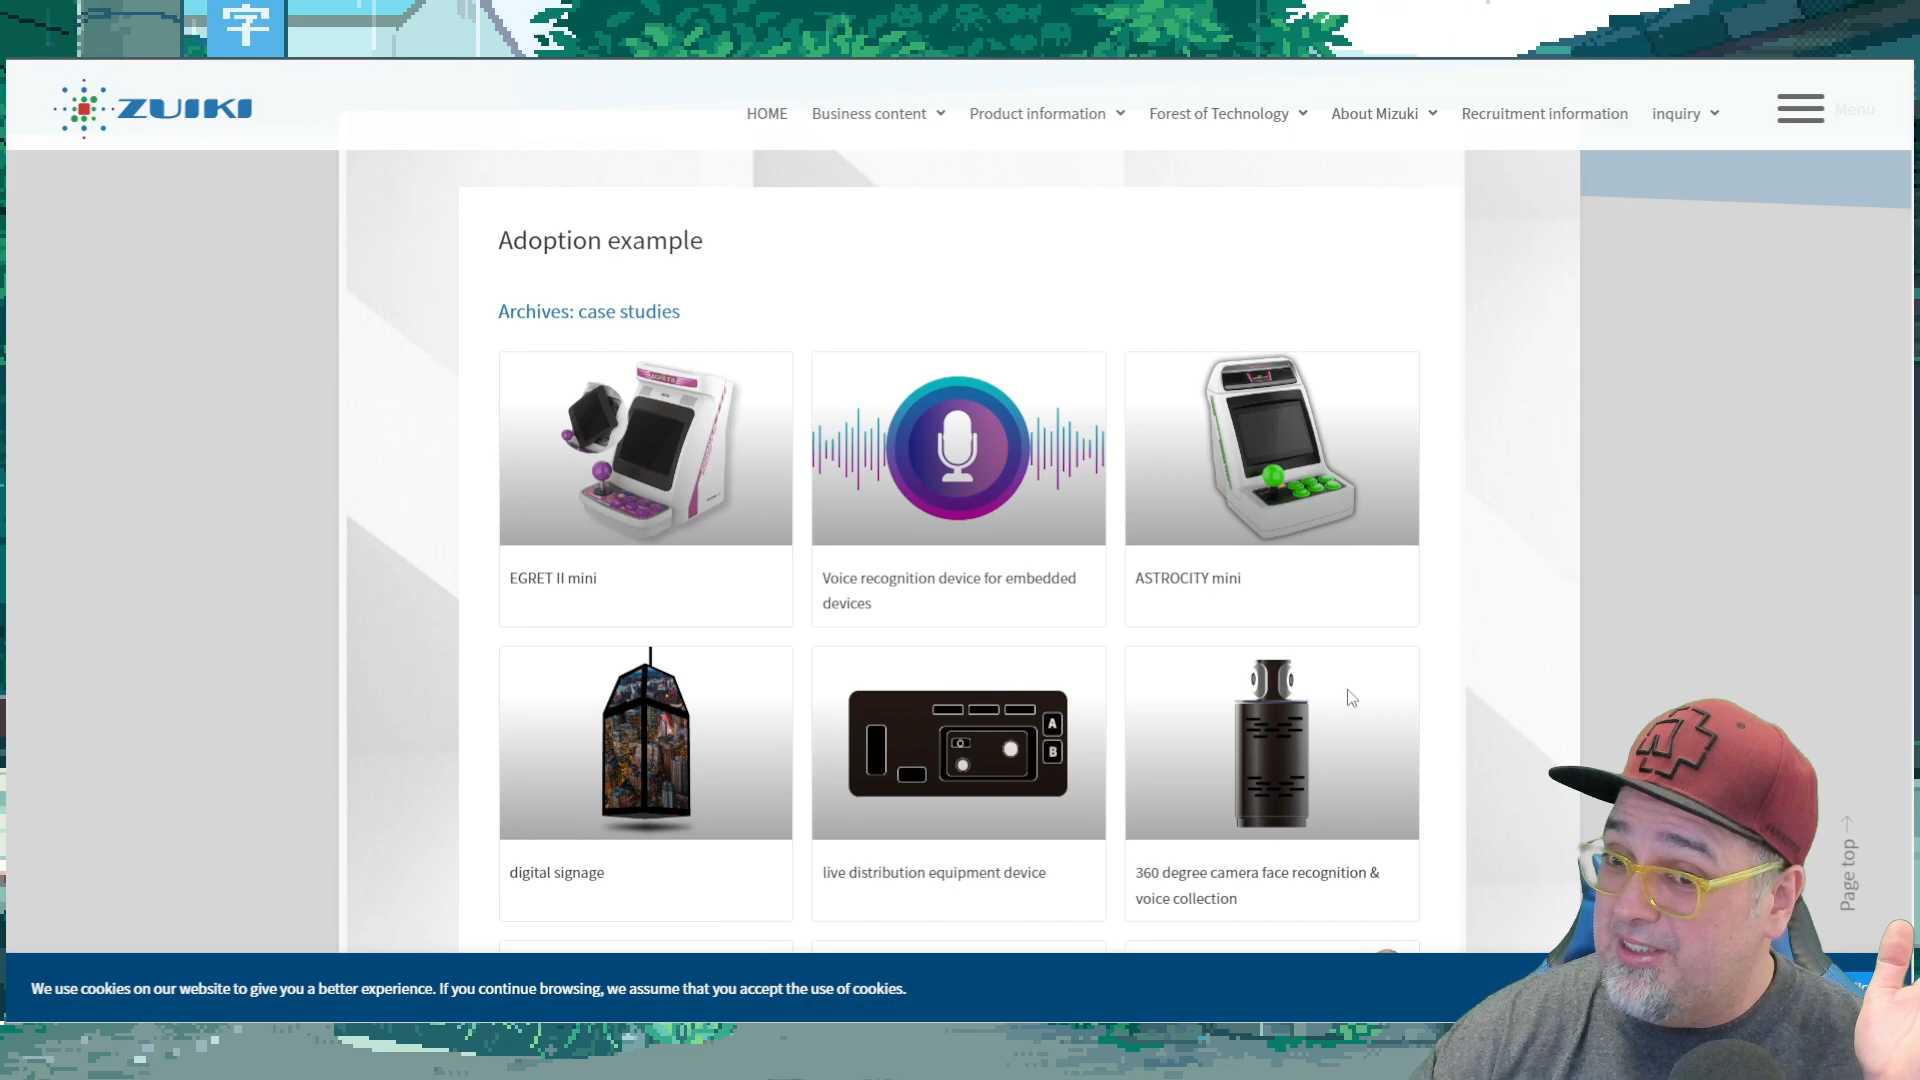 字
ZUIKI
HOME Business content Product information Forest of Technology About Mizuki Recruitment information inquiry Menu
Adoption example
Archives: case studies
EGRET II mini
Voice recognition device for embedded
devices
ASTROCITY mini
A
B
digital signage
live distribution equipment device
360 degree camera face recognition &
voice collection
Page top
We use cookies on our website to give you a better experience. If you continue browsing, we assume that you accept the use of cookies.